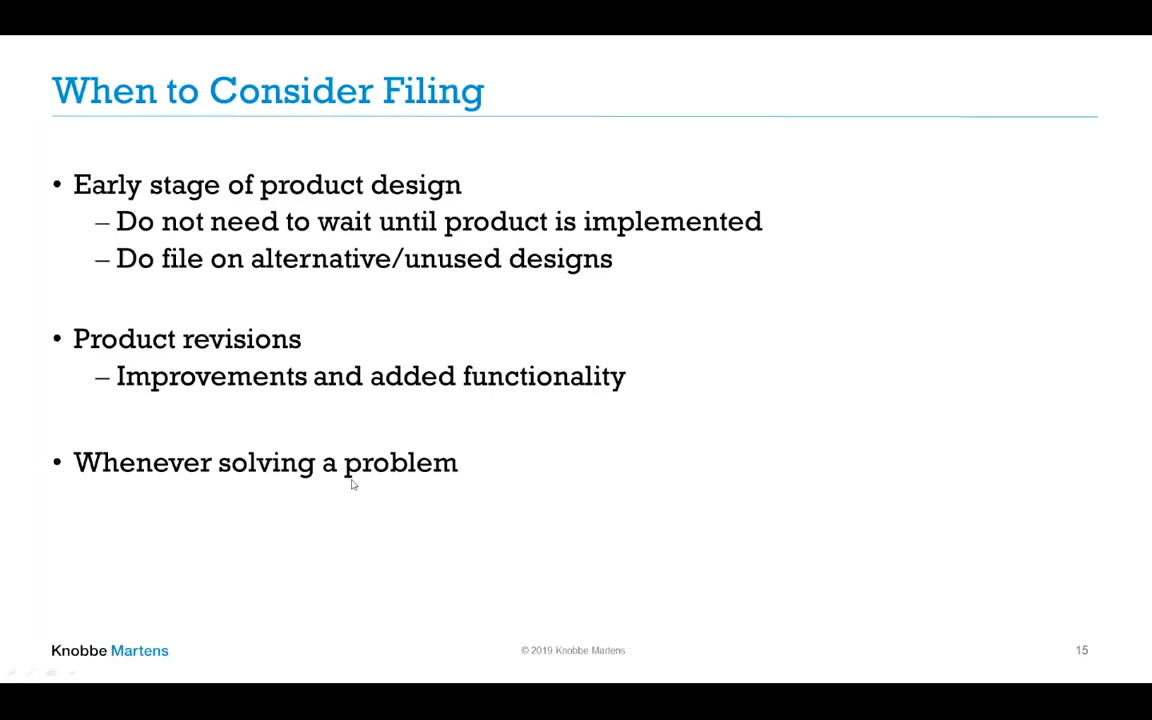 When to Consider Filing
• Early stage of product design
– Do not need to wait until product is implemented
– Do file on alternative/unused designs
• Product revisions
– Improvements and added functionality
• Whenever solving a problem
Knobbe Martens
© 2019 Knobbe Martens
15